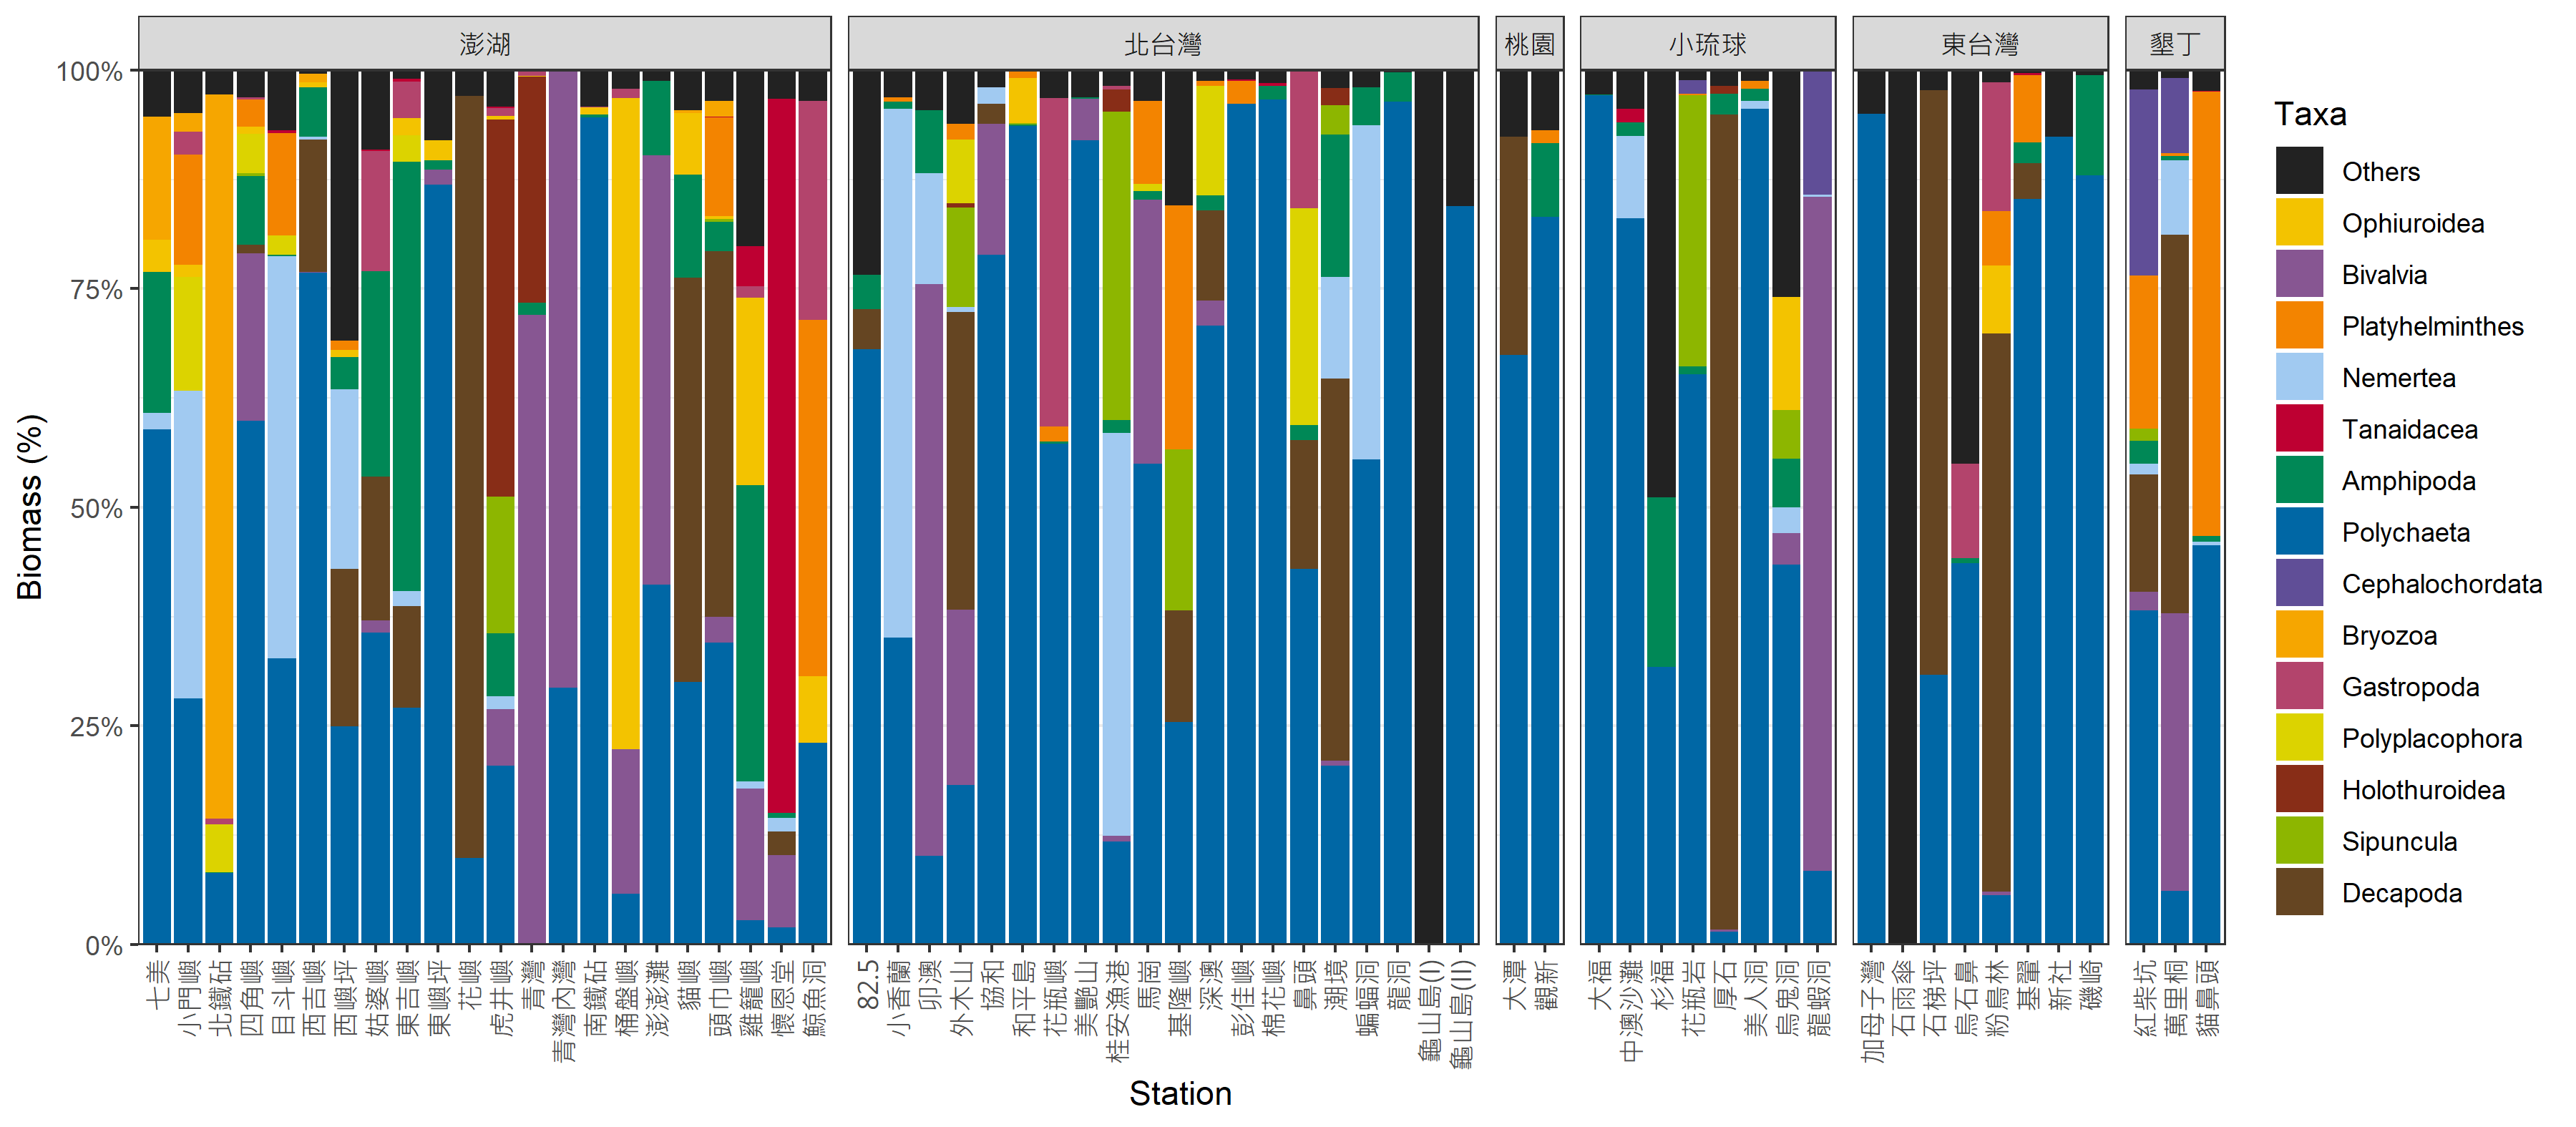 澎湖
北台灣
桃園
小琉球
東台灣
墾丁
Biomass (%)
100%
75%
50%
25%
0%
七美
小門嶼
北鐵砧
四角嶼
目斗嶼
西吉嶼
西嶼坪
姑婆嶼
東吉嶼
東嶼坪
花嶼
虎井嶼
青灣
青灣內灣
南鐵砧
桶盤嶼
澎澎灘
貓嶼
頭巾嶼
雞籠嶼
懷恩堂
鯨魚洞
82.5
小香蘭
卯澳
外木山
協和
和平島
花瓶嶼
美艷山
桂安漁港
馬崗
基隆嶼
深澳
彭佳嶼
棉花嶼
鼻頭
潮境
蝙蝠洞
龍洞
龜山島(I)
龜山島(II)
大潭
觀新
大福
中澳沙灘
杉福
花瓶岩
厚石
美人洞
烏鬼洞
龍蝦洞
加母子灣
石雨傘
石梯坪
烏石鼻
粉鳥林
基翬
新社
磯崎
紅柴坑
萬里桐
貓鼻頭
Station
Taxa
Others
Ophiuroidea
Bivalvia
Platyhelminthes
Nemertea
Tanaidacea
Amphipoda
Polychaeta
Cephalochordata
Bryozoa
Gastropoda
Polyplacophora
Holothuroidea
Sipuncula
Decapoda